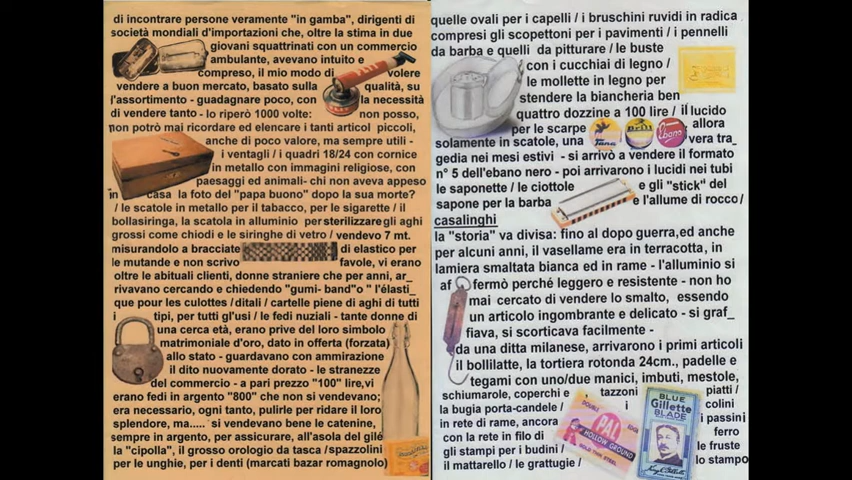 di incontrare persone veramente "in gamba", dirigenti di
società mondiali d'importazioni che, oltre la stima in due
giovani squattrinati con un commercio
ambulante, avevano intuito e
compreso, il mio modo di volere
vendere a buon mercato, basato sulla qualità, su
l'assortimento - guadagnare poco, con la necessità
di vendere tanto - lo riperò 1000 volte: non posso,
non potrò mai ricordare ed elencare i tanti articol piccoli,
anche di poco valore, ma sempre utili -
i ventagli / i quadri 18/24 con cornice
in metallo con immagini religiose, con
paesaggi ed animali- chi non aveva appeso
in casa la foto del "papa buono" dopo la sua morte?
/ le scatole in metallo per il tabacco, per le sigarette / il
bollasiringa, la scatola in alluminio per sterilizzare gli aghi
grossi come chiodi e le siringhe di vetro / vendevo 7 mt.
misurandolo a bracciate di elastico per
le mutande e non scrivo favole, vi erano
oltre le abituali clienti, donne straniere che per anni, ar_
rivavano cercando e chiedendo "gumi- band"o " l'élasti_
que pour les culottes / ditali / cartelle piene di aghi di tutti
i tipi, per tutti gl'usi / le fedi nuziali - tante donne di
una cerca età, erano prive del loro simbolo
matrimoniale d'oro, dato in offerta (forzata)
allo stato - guardavano con ammirazione
il dito nuovamente dorato - le stranezze
del commercio - a pari prezzo "100" lire,vi
erano fedi in argento "800" che non si vendevano;
era necessario, ogni tanto, pulirle per ridare il loro
splendore, ma..... si vendevano bene le catenine,
sempre in argento, per assicurare, all'asola del gilé
la "cipolla", il grosso orologio da tasca / spazzolini
per le unghie, per i denti (marcati bazar romagnolo)
quelle ovali per i capelli / i bruschini ruvidi in radica
compresi gli scopettoni per i pavimenti / i pennelli
da barba e quelli da pitturare / le buste
con i cucchiai di legno /
le mollette in legno per
stendere la biancheria ben
quattro dozzine a 100 lire / il lucido
per le scarpe Tana Brill Ebano allora
solamente in scatole, una vera tra_
gedia nei mesi estivi - si arrivò a vendere il formato
n° 5 dell'ebano nero - poi arrivarono i lucidi nei tubi
le saponette / le ciottole e gli "stick" del
sapone per la barba e l'allume di rocco /
casalinghi
la "storia" va divisa: fino al dopo guerra,ed anche
per alcuni anni, il vasellame era in terracotta, in
lamiera smaltata bianca ed in rame - l'alluminio si
af fermò perché leggero e resistente - non ho
mai cercato di vendere lo smalto, essendo
un articolo ingombrante e delicato - si graf_
fiava, si scorticava facilmente -
da una ditta milanese, arrivarono i primi articoli
il bollilatte, la tortiera rotonda 24cm., padelle e
tegami con uno/due manici, imbuti, mestole,
schiumarole, coperchi e tazzoni piatti /
la bugia porta-candele / i colini
in rete di rame, ancora i passini
con la rete in filo di ferro
gli stampi per i budini / le fruste
il mattarello / le grattugie / lo stampo
DOUBLE EDGE
PAL
HOLLOW GROUND
BLUE
Gillette
BLADE